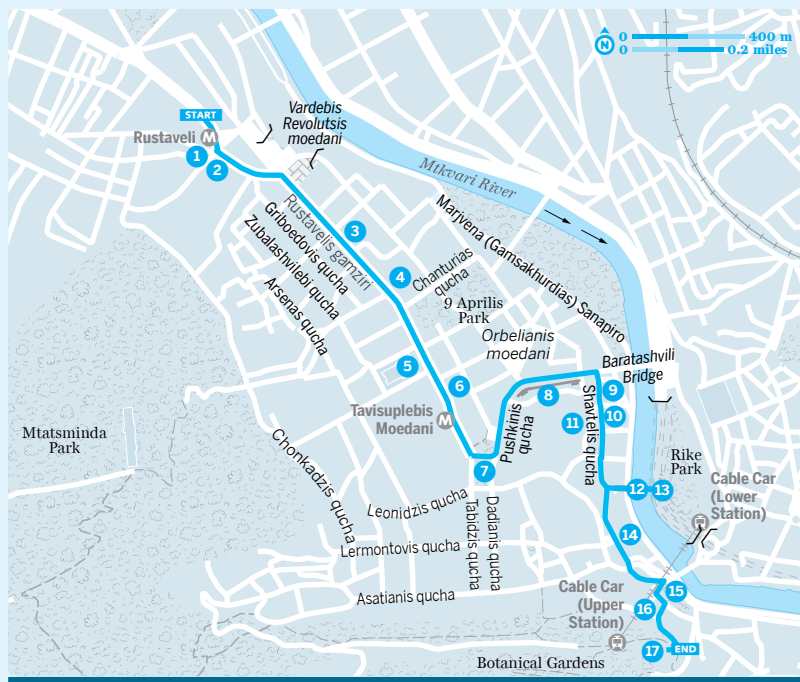 0
400 m
N
0
0.2 miles
START
Vardebis
Revolutsis
moedani
Rustaveli
M
1
2
Mtkvari River
Rustavelis gamziri
3
Griboedovis qucha
Zubalashvilebi qucha
Arsenas qucha
4
Chanturias
qucha
Marjvena (Gamsakhurdias) Sanapiro
9 Aprilis
Park
Orbelianis
moedani
5
6
Baratashvili
Bridge
8
9
10
11
Tavisuplebis
Moedani
M
Pushkinis
qucha
Shavtelis qucha
Mtatsminda
Park
Chonkadzis qucha
7
Rike
Park
12
13
Cable Car
(Lower
Station)
Leonidzis qucha
Tabidzis qucha
Dadianis qucha
14
Lermontovis qucha
Asatianis qucha
Cable Car
(Upper
Station)
15
16
17
END
Botanical Gardens